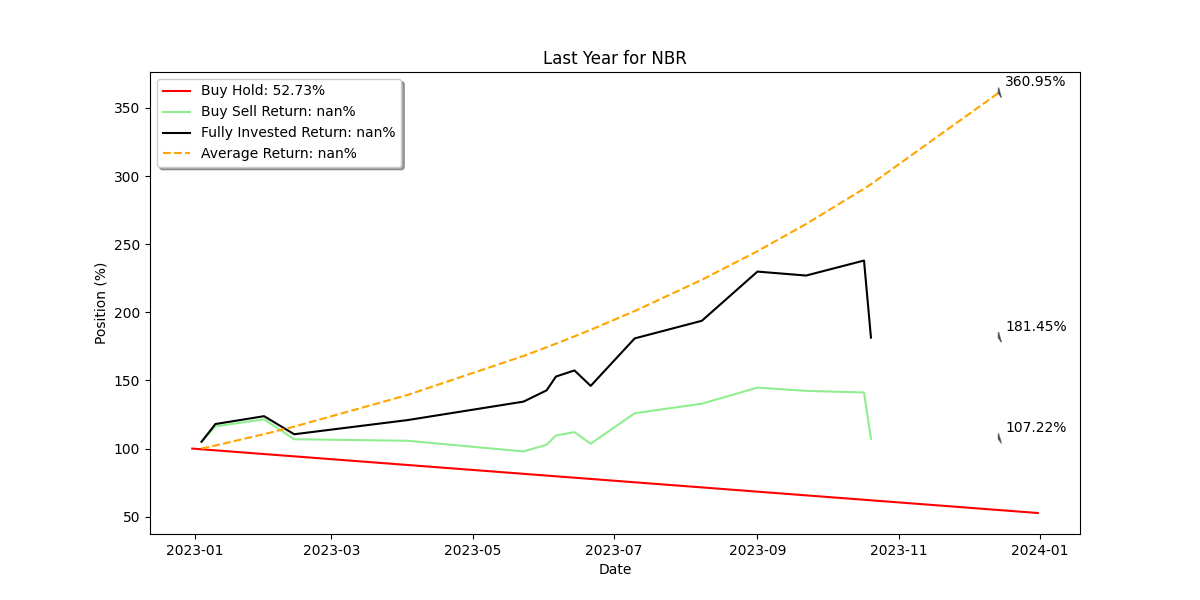 Last Year for NBR
Buy Hold: 52.73%
Buy Sell Return: nan%
Fully Invested Return: nan%
Average Return: nan%
360.95%
181.45%
107.22%
Position (%)
350
300
250
200
150
100
50
2023-01
2023-03
2023-05
2023-07
2023-09
2023-11
2024-01
Date